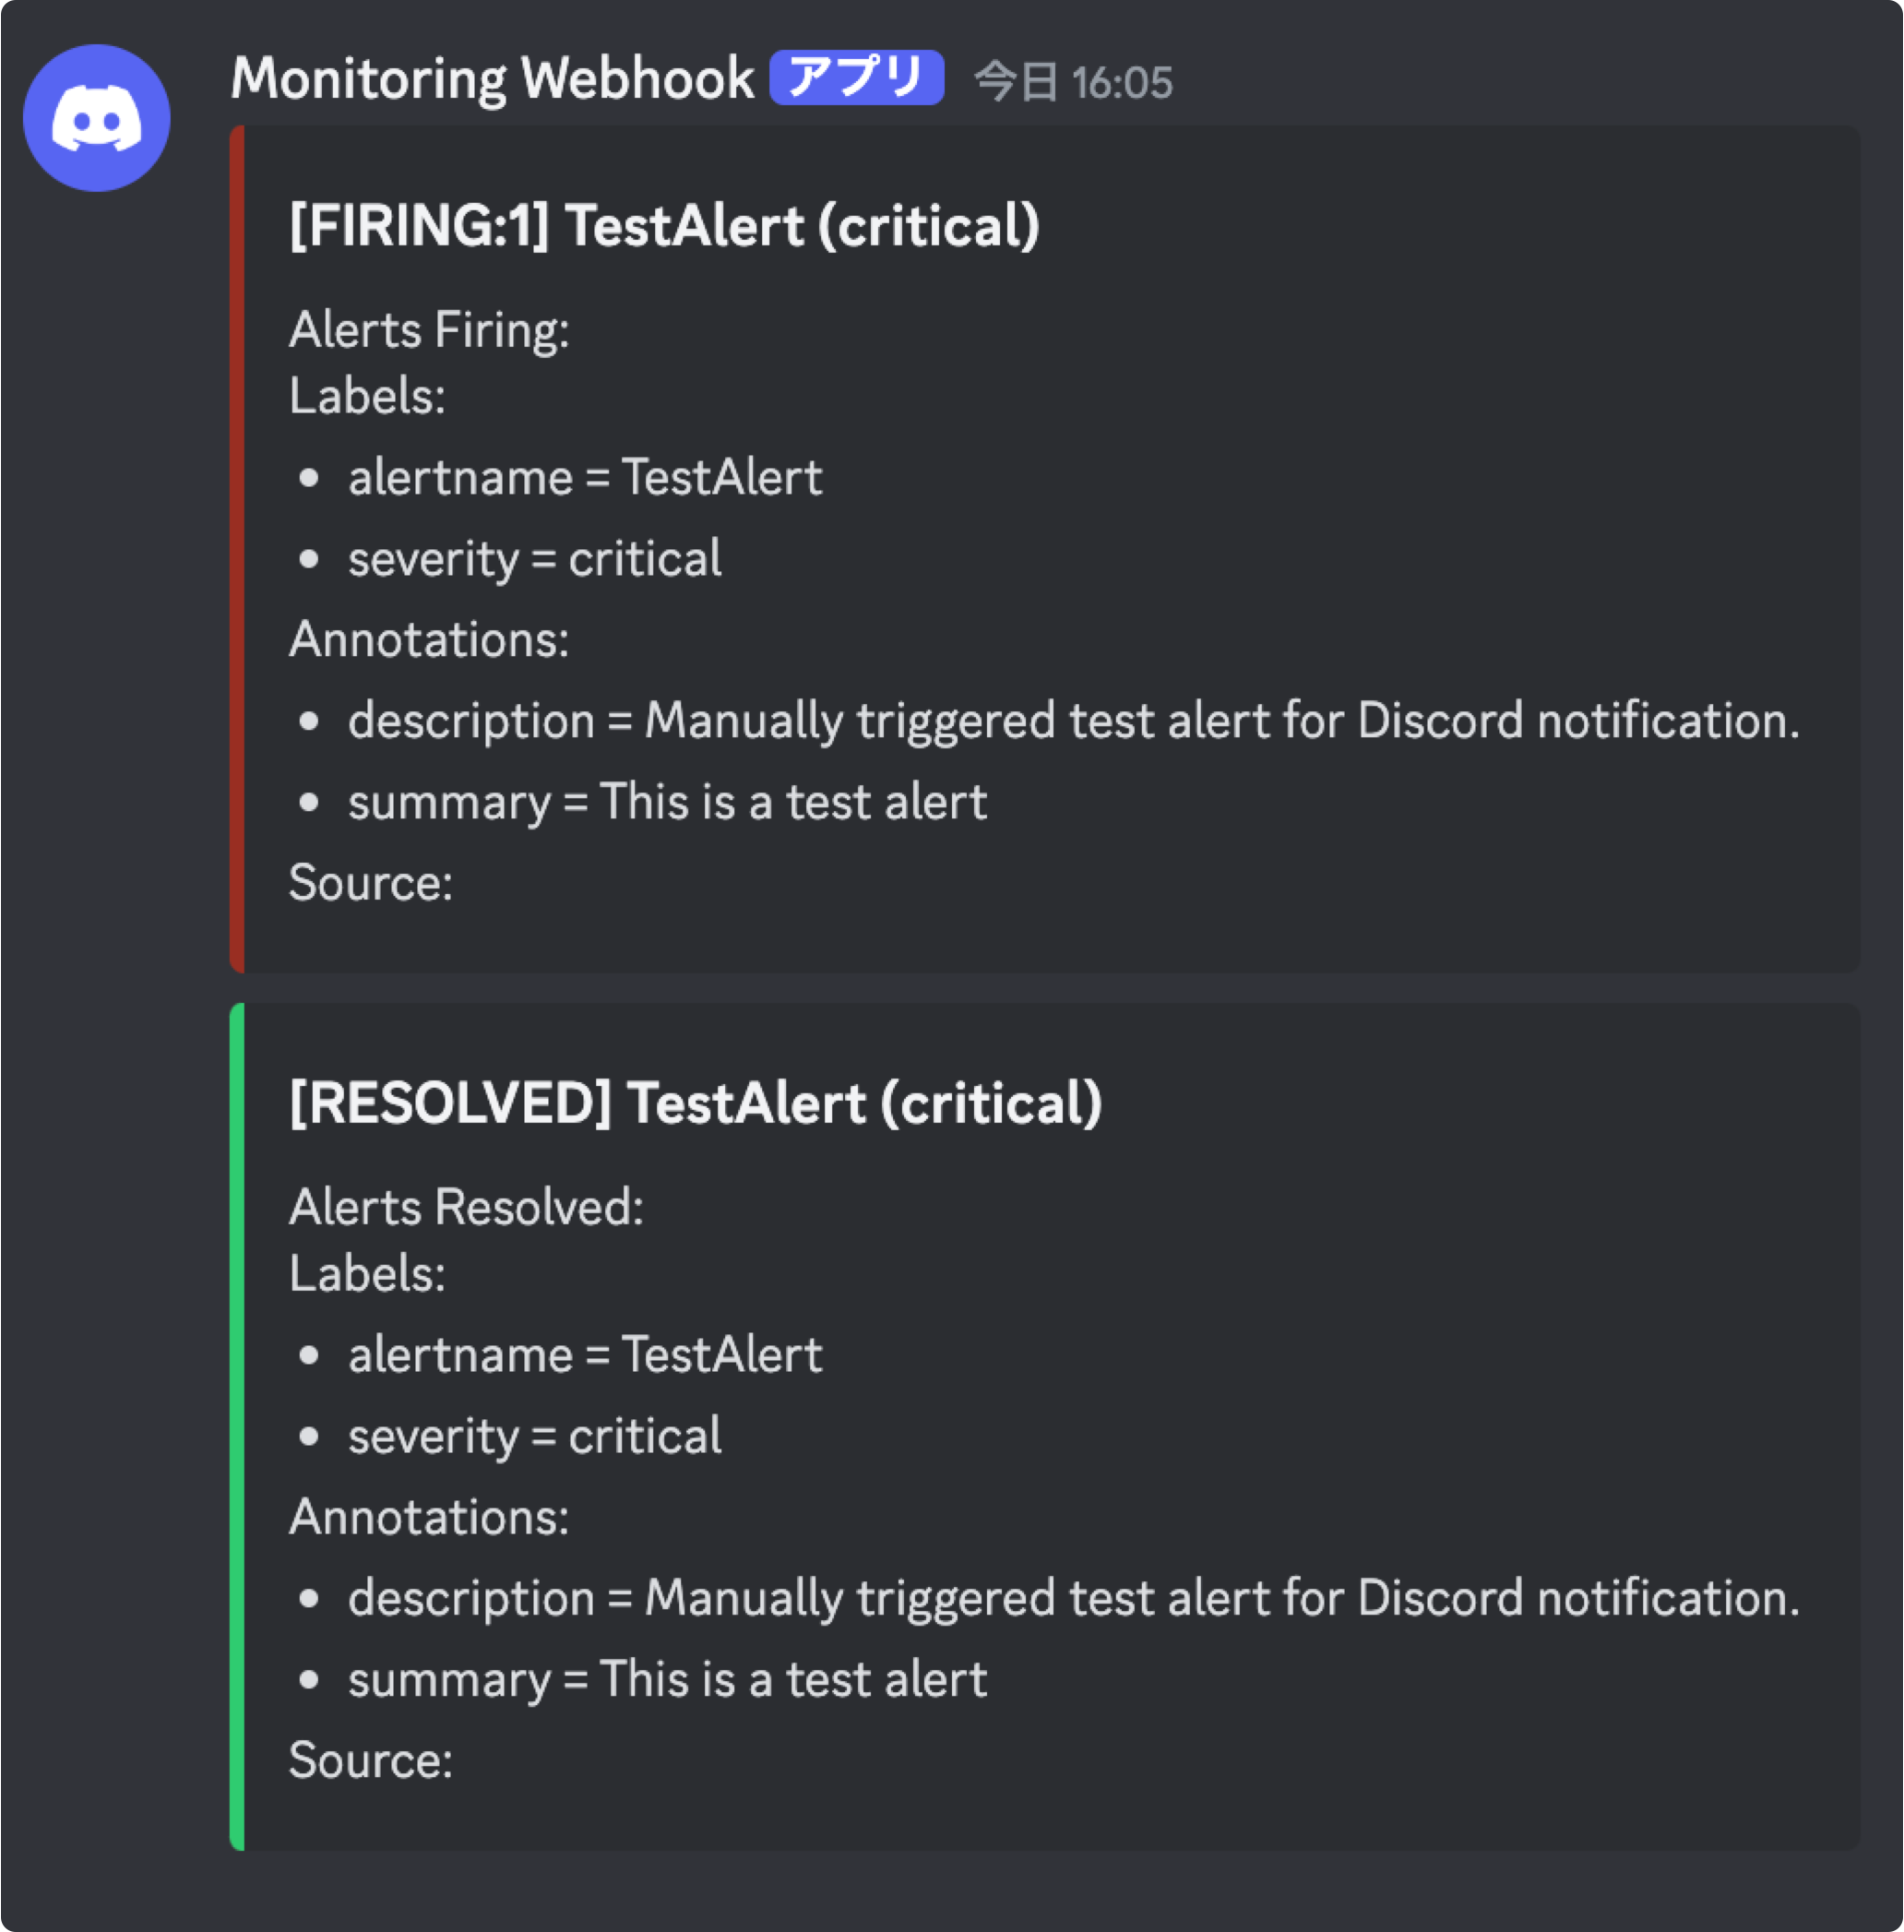 Monitoring Webhook アプリ 今日 16:05
[FIRING:1] TestAlert (critical)
Alerts Firing:
Labels:
• alertname = TestAlert
• severity = critical
Annotations:
• description = Manually triggered test alert for Discord notification.
• summary = This is a test alert
Source:
[RESOLVED] TestAlert (critical)
Alerts Resolved:
Labels:
• alertname = TestAlert
• severity = critical
Annotations:
• description = Manually triggered test alert for Discord notification.
• summary = This is a test alert
Source: